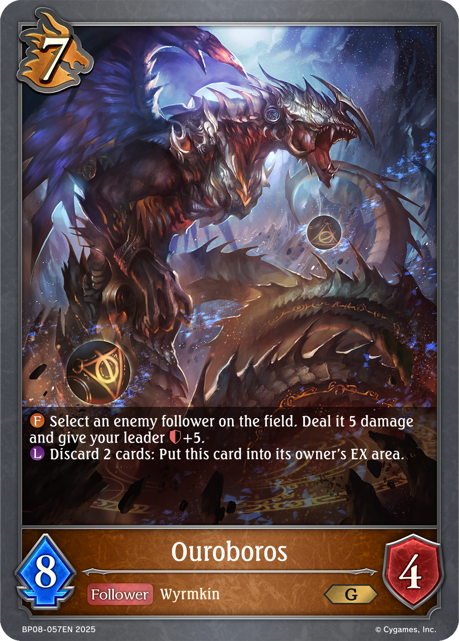 7
F Select an enemy follower on the field. Deal it 5 damage
and give your leader +5.
L Discard 2 cards: Put this card into its owner's EX area.
Ouroboros
8
Follower Wyrmkin
G
4
BP08-057EN 2025
© Cygames, Inc.